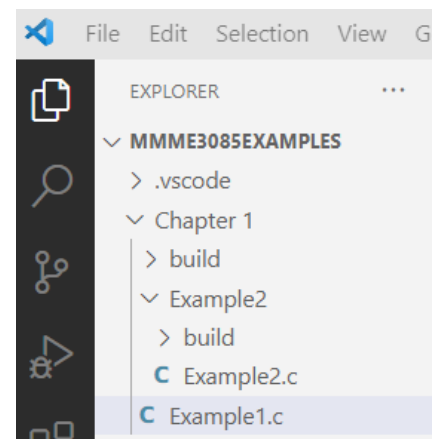 File Edit Selection View G
EXPLORER ...
MMME3085EXAMPLES
.vscode
Chapter 1
build
Example2
build
C Example2.c
C Example1.c